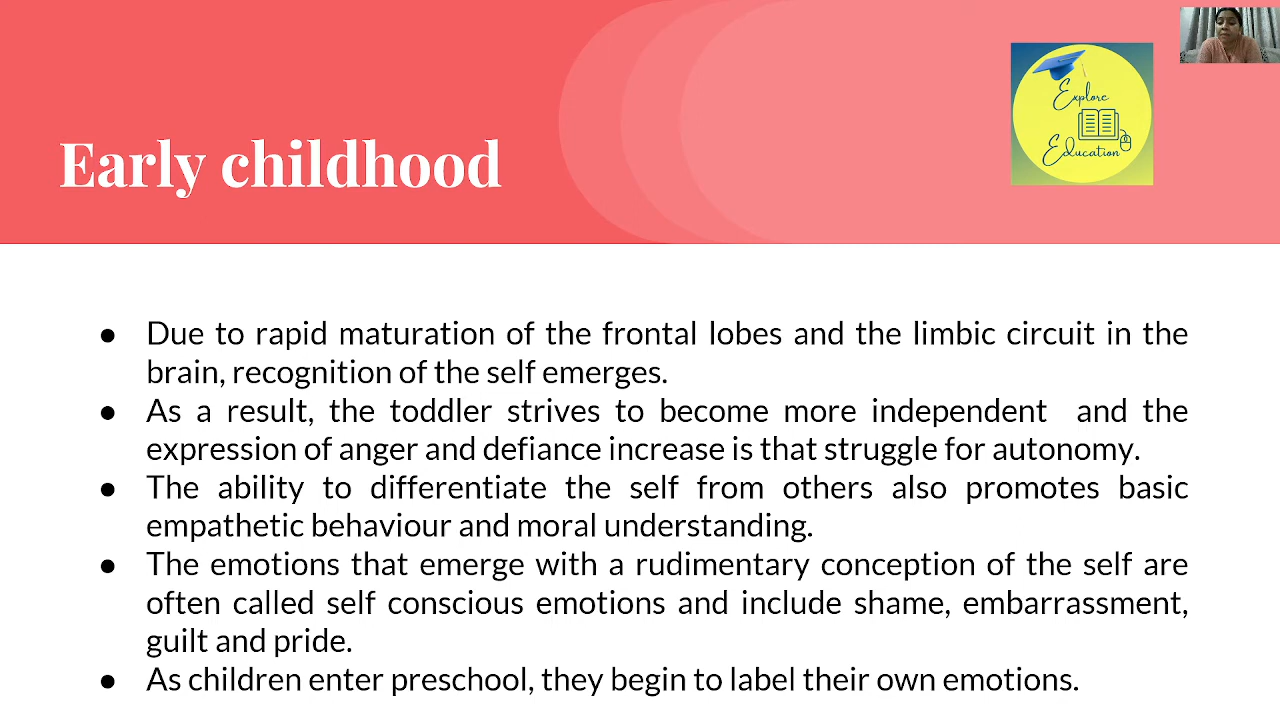 Explore
Education
Early childhood
● Due to rapid maturation of the frontal lobes and the limbic circuit in the
brain, recognition of the self emerges.
● As a result, the toddler strives to become more independent and the
expression of anger and defiance increase is that struggle for autonomy.
● The ability to differentiate the self from others also promotes basic
empathetic behaviour and moral understanding.
● The emotions that emerge with a rudimentary conception of the self are
often called self conscious emotions and include shame, embarrassment,
guilt and pride.
● As children enter preschool, they begin to label their own emotions.